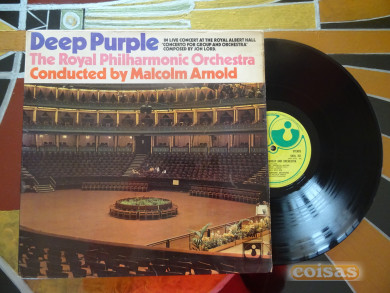 Deep Purple
IN LIVE CONCERT AT THE ROYAL ALBERT HALL
'CONCERTO FOR GROUP AND ORCHESTRA'
COMPOSED BY JON LORD
The Royal Philharmonic Orchestra
Conducted by Malcolm Arnold
coisas